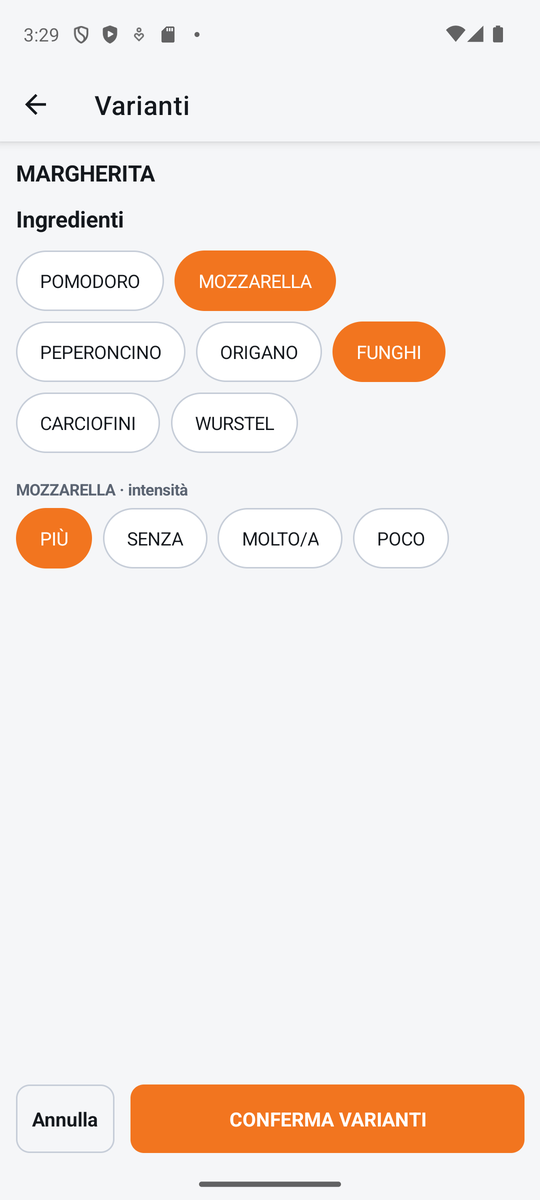 3:29
Varianti
MARGHERITA
Ingredienti
POMODORO MOZZARELLA
PEPERONCINO ORIGANO FUNGHI
CARCIOFINI WURSTEL
MOZZARELLA · intensità
PIÙ SENZA MOLTO/A POCO
Annulla CONFERMA VARIANTI